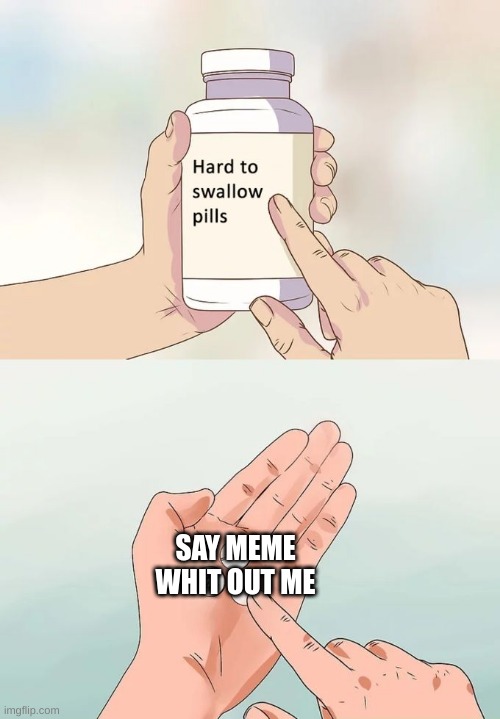 Hard to
swallow
pills
SAY MEME
WHIT OUT ME
imgflip.com